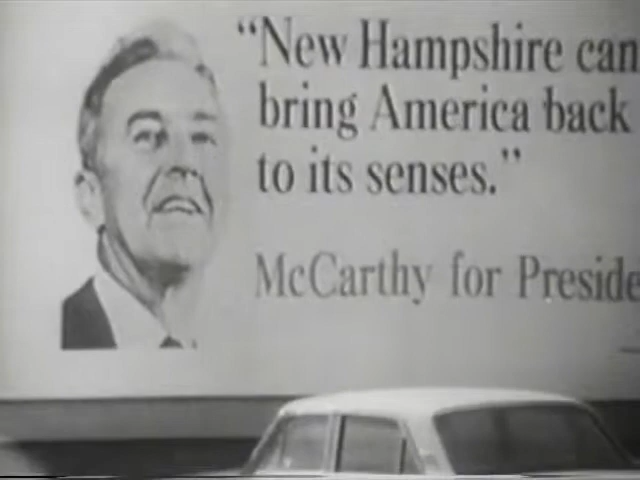 “New Hampshire can
bring America back
to its senses.”
McCarthy for Preside